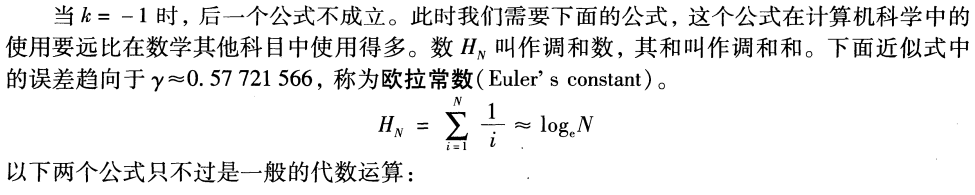 当 k = -1 时，后一个公式不成立。此时我们需要下面的公式，这个公式在计算机科学中的
使用要远比在数学其他科目中使用得多。数 H_N 叫作调和数，其和叫作调和和。下面近似式中
的误差趋向于 γ≈0.57 721 566，称为欧拉常数(Euler's constant)。
H_N = \sum_{i=1}^{N} \frac{1}{i} ≈ log_e N
以下两个公式只不过是一般的代数运算：